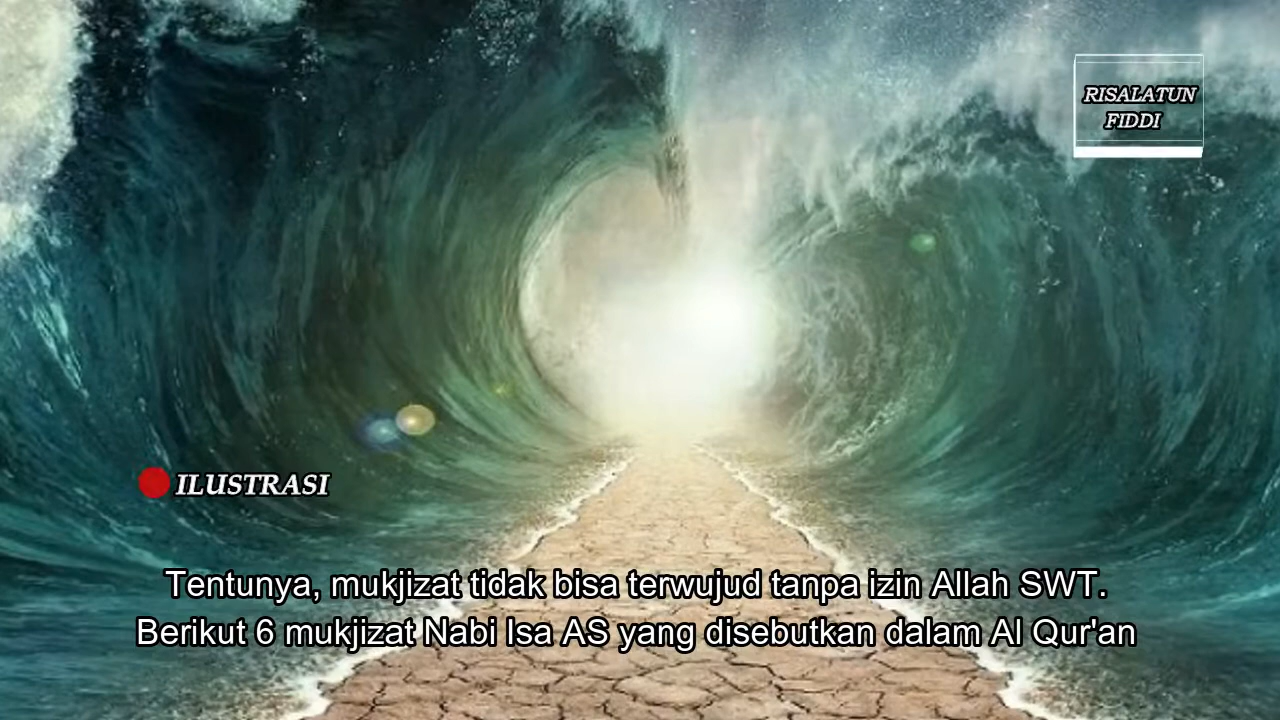 RISALATUN
FIDDI
ILUSTRASI
Tentunya, mukjizat tidak bisa terwujud tanpa izin Allah SWT.
Berikut 6 mukjizat Nabi Isa AS yang disebutkan dalam Al Qur'an